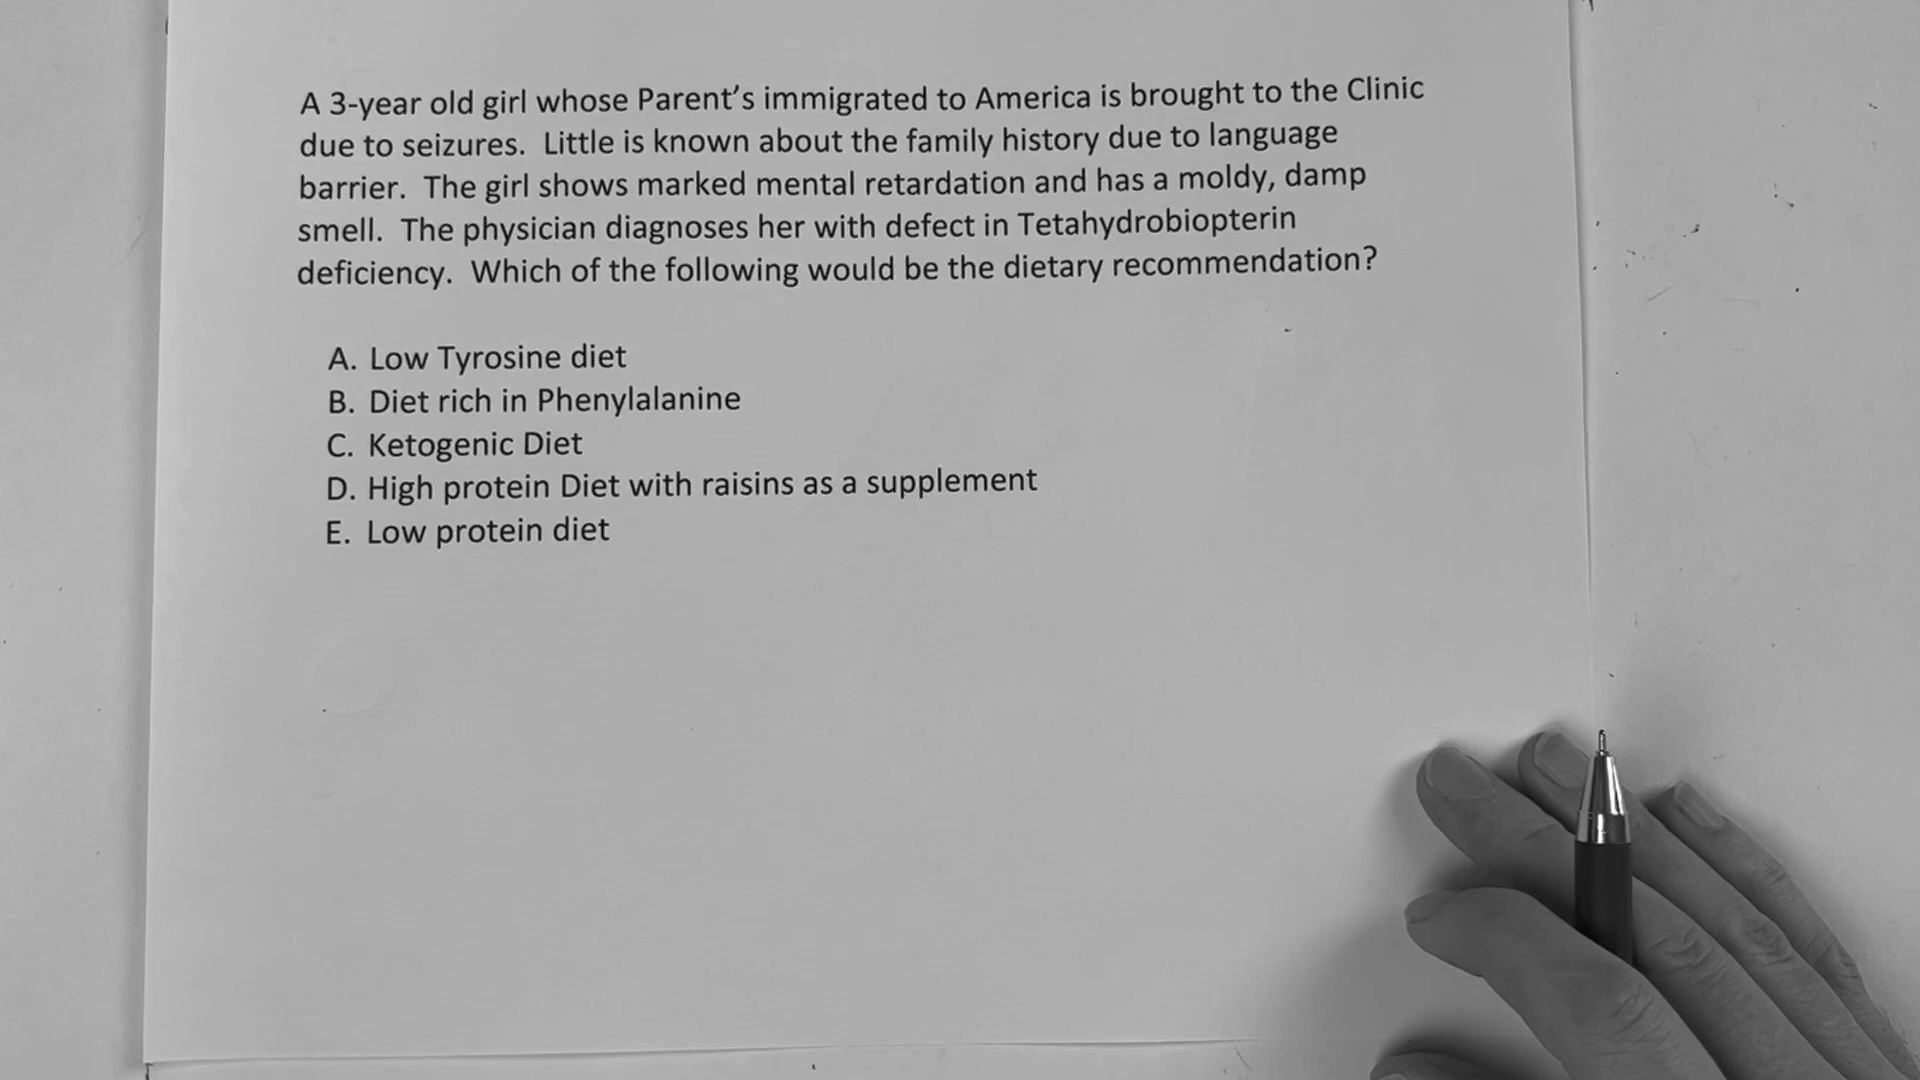 A 3-year old girl whose Parent's immigrated to America is brought to the Clinic
due to seizures. Little is known about the family history due to language
barrier. The girl shows marked mental retardation and has a moldy, damp
smell. The physician diagnoses her with defect in Tetahydrobiopterin
deficiency. Which of the following would be the dietary recommendation?
A. Low Tyrosine diet
B. Diet rich in Phenylalanine
C. Ketogenic Diet
D. High protein Diet with raisins as a supplement
E. Low protein diet